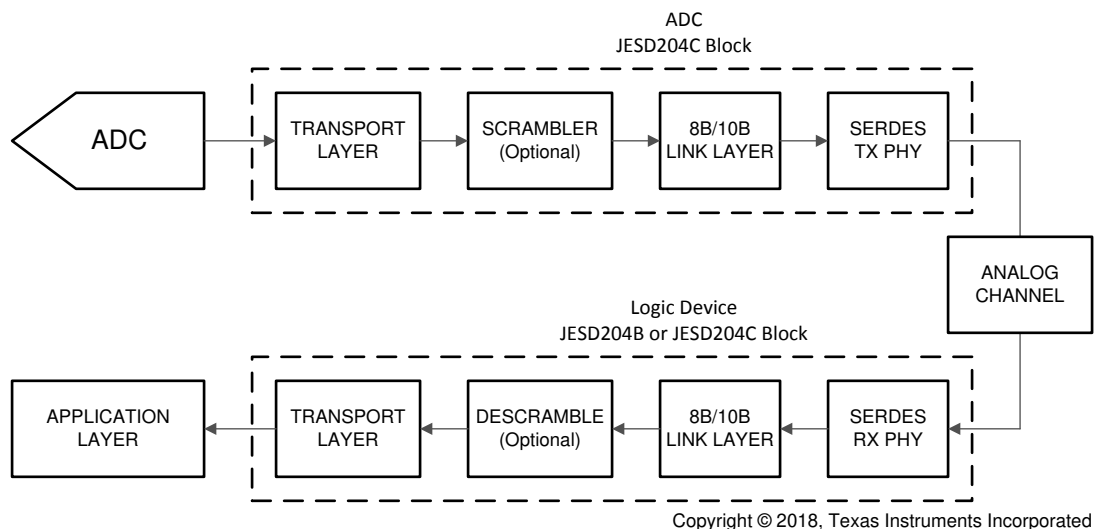 ADC
JESD204C Block
ADC
TRANSPORT
LAYER
SCRAMBLER
(Optional)
8B/10B
LINK LAYER
SERDES
TX PHY
ANALOG
CHANNEL
Logic Device
JESD204B or JESD204C Block
APPLICATION
LAYER
TRANSPORT
LAYER
DESCRAMBLE
(Optional)
8B/10B
LINK LAYER
SERDES
RX PHY
Copyright © 2018, Texas Instruments Incorporated